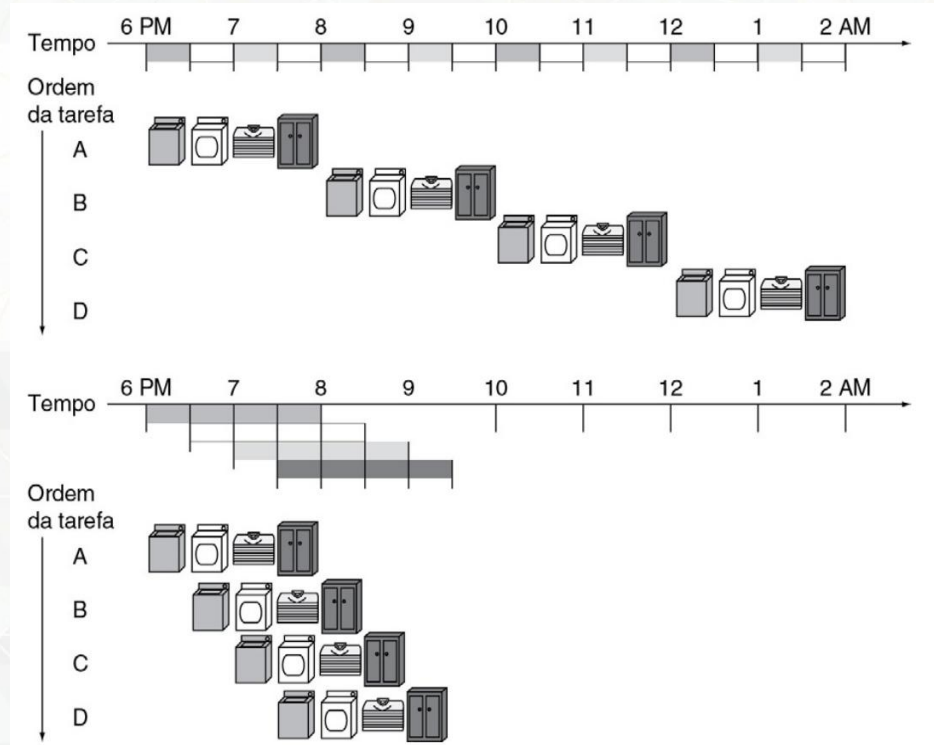 6 PM 7 8 9 10 11 12 1 2 AM
Tempo
Ordem
da tarefa
A
B
C
D
6 PM 7 8 9 10 11 12 1 2 AM
Tempo
Ordem
da tarefa
A
B
C
D